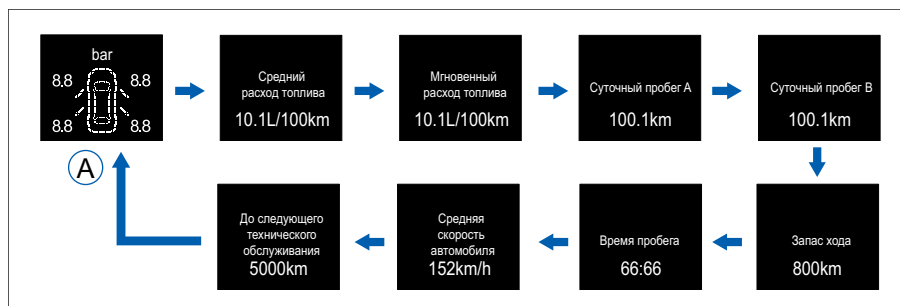 bar
8.8 8.8
8.8 8.8
A
Средний
расход топлива
10.1L/100km
Мгновенный
расход топлива
10.1L/100km
Суточный пробег A
100.1km
Суточный пробег B
100.1km
Запас хода
800km
Время пробега
66:66
Средняя
скорость
автомобиля
152km/h
До следующего
технического
обслуживания
5000km